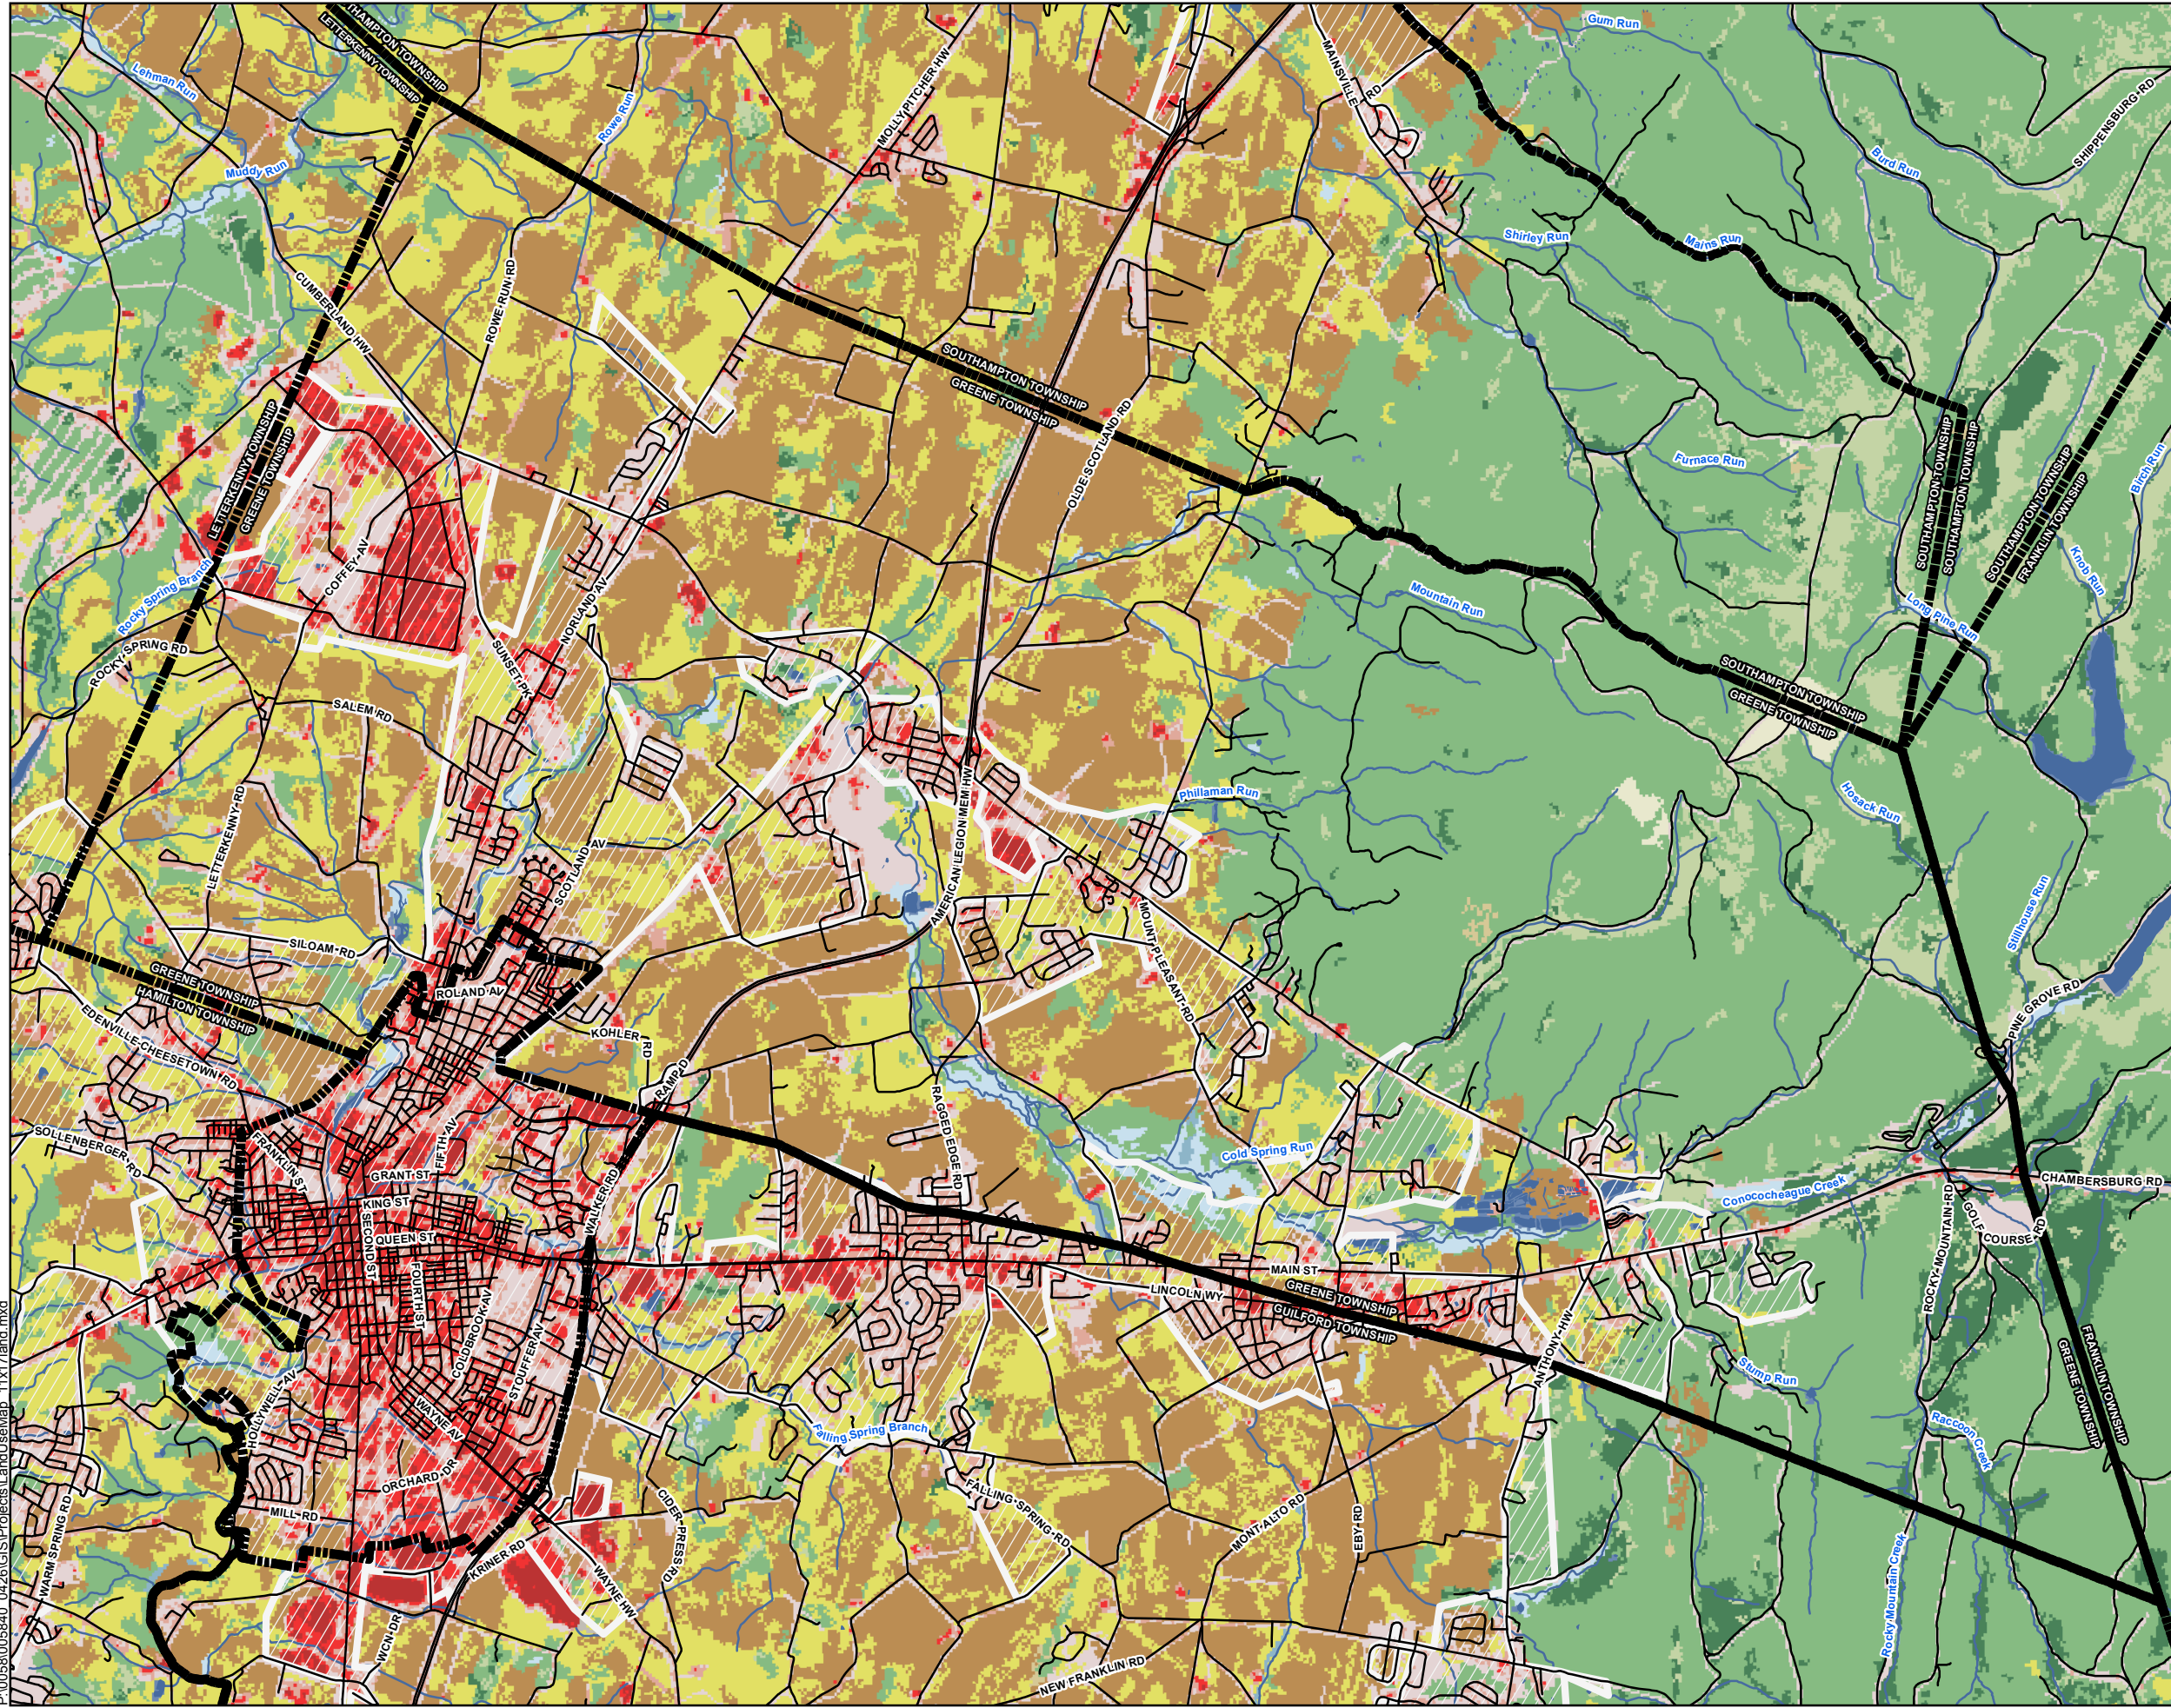 SOUTHAMPTON TOWNSHIP
LETTERKENNY TOWNSHIP
Gum Run
Lehman Run
MOLLY PITCHER HW
MAINSVILLE RD
SHIPPENSBURG RD
Rowe Run
Muddy Run
Burd Run
Shirley Run
Mains Run
CUMBERLAND HW
ROWE RUN RD
SOUTHAMPTON TOWNSHIP
GREENE TOWNSHIP
OLDE SCOTLAND RD
LETTERKENNY TOWNSHIP
GREENE TOWNSHIP
Furnace Run
SOUTHAMPTON TOWNSHIP
SOUTHAMPTON TOWNSHIP
SOUTHAMPTON TOWNSHIP
FRANKLIN TOWNSHIP
Birch Run
Knob Run
COFFEY AV
Rocky Spring Branch
NORLAND AV
Mountain Run
Long Pine Run
ROCKY SPRING RD
SUNSET PK
SALEM RD
SOUTHAMPTON TOWNSHIP
GREENE TOWNSHIP
Phillaman Run
Hosack Run
LETTERKENNY RD
SCOTLAND AV
AMERICAN LEGION MEM HW
MOUNT PLEASANT RD
Stillhouse Run
SILOAM RD
GREENE TOWNSHIP
HAMILTON TOWNSHIP
ROLAND AV
PINE GROVE RD
EDENVILLE CHEESETOWN RD
KOHLER RD
RAMP D
RAGGED EDGE RD
SOLLENBERGER RD
FRANKLIN ST
FIFTH AV
Cold Spring Run
GRANT ST
KING ST
SECOND ST
QUEEN ST
WALKER RD
Conococheague Creek
CHAMBERSBURG RD
ROCKY MOUNTAIN RD
GOLF COURSE RD
FOURTH ST
MAIN ST
LINCOLN WY
GREENE TOWNSHIP
GUILFORD TOWNSHIP
COLDBROOK AV
STOUFFER AV
ANTHONY HW
Stump Run
FRANKLIN TOWNSHIP
GREENE TOWNSHIP
HOLLYWELL AV
WAYNE AV
Falling Spring Branch
Raccoon Creek
ORCHARD DR
MILL RD
WARM SPRING RD
CIDER PRESS RD
FALLING SPRING RD
MONT ALTO RD
EBY RD
KRINER RD
WAYNE HW
WCN DR
Rocky Mountain Creek
NEW FRANKLIN RD